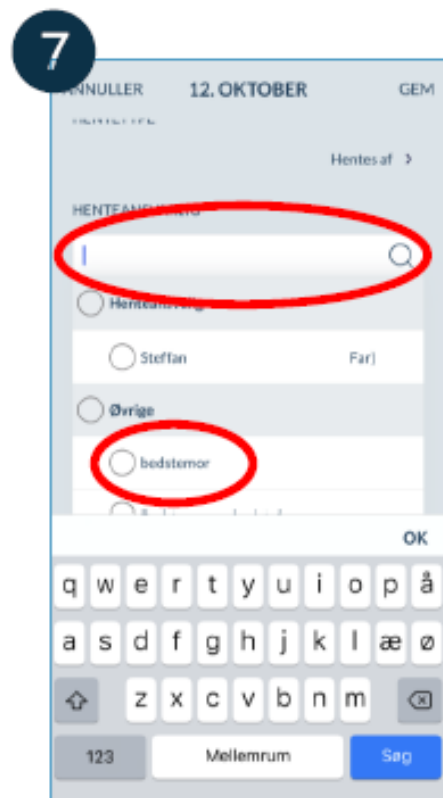 7
ANNULLER 12. OKTOBER GEM
Hentes af >
Steffan Far)
Øvrige
bedstemor
OK
q w e r t y u i o p å
a s d f g h j k l æ ø
z x c v b n m
123 Mellemrum Søg